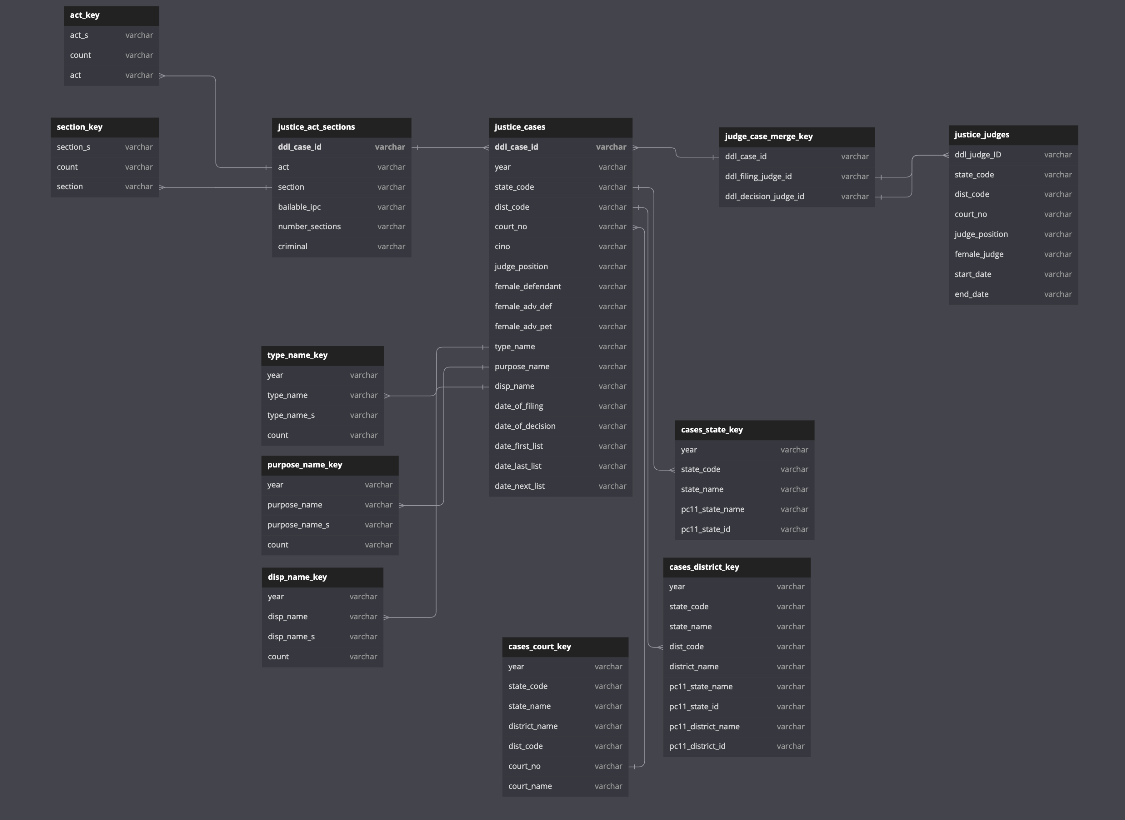 act_key
act_s varchar
count varchar
act varchar
section_key
section_s varchar
count varchar
section varchar
justice_act_sections
ddl_case_id varchar
act varchar
section varchar
bailable_ipc varchar
number_sections varchar
criminal varchar
justice_cases
ddl_case_id varchar
year varchar
state_code varchar
dist_code varchar
court_no varchar
cino varchar
judge_position varchar
female_defendant varchar
female_adv_def varchar
female_adv_pet varchar
type_name varchar
purpose_name varchar
disp_name varchar
date_of_filing varchar
date_of_decision varchar
date_first_list varchar
date_last_list varchar
date_next_list varchar
judge_case_merge_key
ddl_case_id varchar
ddl_filing_judge_id varchar
ddl_decision_judge_id varchar
justice_judges
ddl_judge_ID varchar
state_code varchar
dist_code varchar
court_no varchar
judge_position varchar
female_judge varchar
start_date varchar
end_date varchar
type_name_key
year varchar
type_name varchar
type_name_s varchar
count varchar
purpose_name_key
year varchar
purpose_name varchar
purpose_name_s varchar
count varchar
disp_name_key
year varchar
disp_name varchar
disp_name_s varchar
count varchar
cases_state_key
year varchar
state_code varchar
state_name varchar
pc11_state_name varchar
pc11_state_id varchar
cases_district_key
year varchar
state_code varchar
state_name varchar
dist_code varchar
district_name varchar
pc11_state_name varchar
pc11_state_id varchar
pc11_district_name varchar
pc11_district_id varchar
cases_court_key
year varchar
state_code varchar
state_name varchar
district_name varchar
dist_code varchar
court_no varchar
court_name varchar